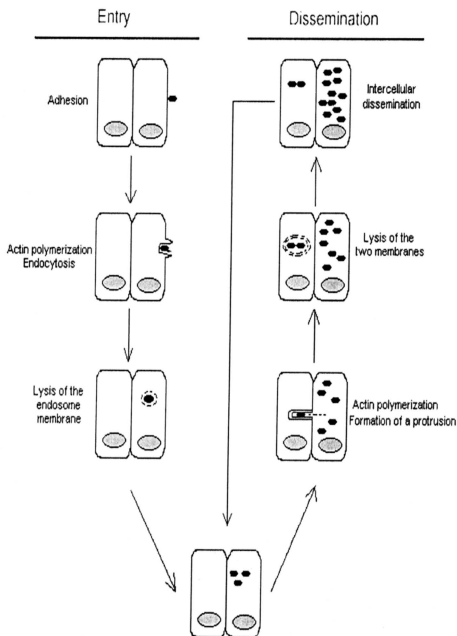 Entry
Dissemination
Adhesion
Intercellular
dissemination
Actin polymerization
Endocytosis
Lysis of the
two membranes
Lysis of the
endosome
membrane
Actin polymerization
Formation of a protrusion